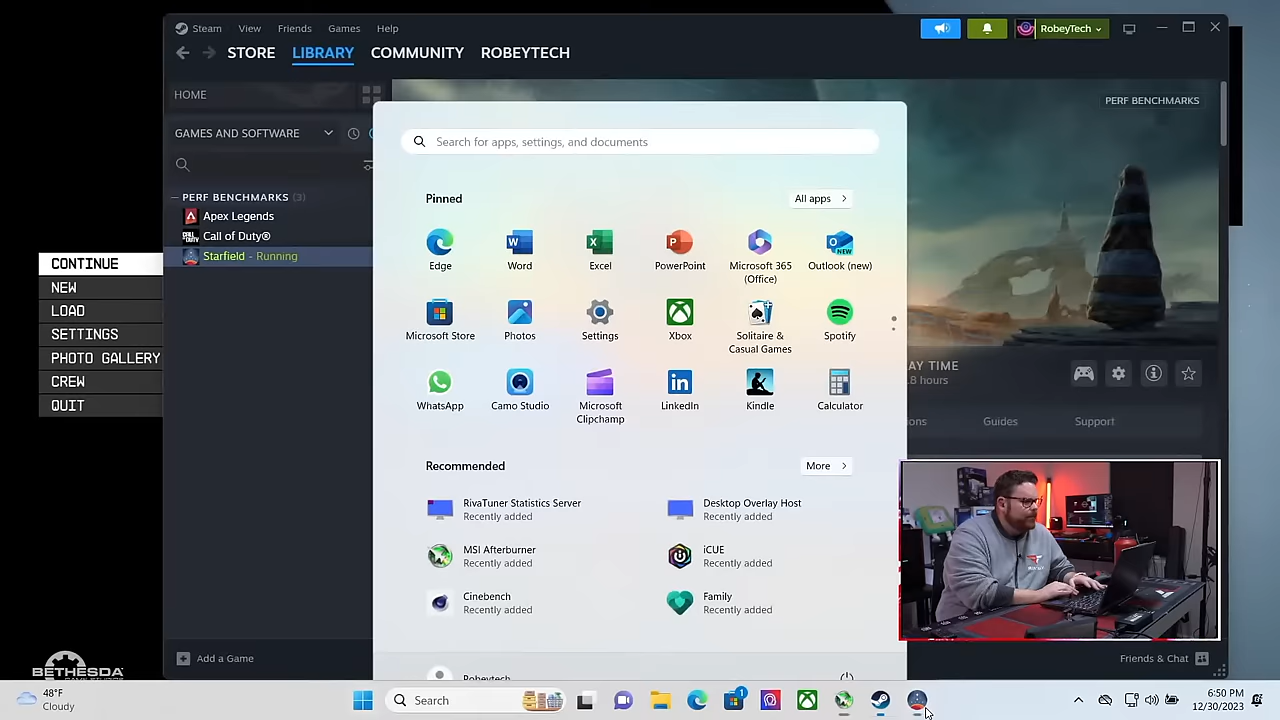 Steam View Friends Games Help
RobeyTech
STORE LIBRARY COMMUNITY ROBEYTECH
HOME
PERF BENCHMARKS
GAMES AND SOFTWARE
Search for apps, settings, and documents
PERF BENCHMARKS (3)
Apex Legends
Call of Duty®
Starfield - Running
CONTINUE
NEW
LOAD
SETTINGS
PHOTO GALLERY
CREW
QUIT
Pinned
All apps
Edge
Word
Excel
PowerPoint
Microsoft 365
(Office)
Outlook (new)
Microsoft Store
Photos
Settings
Xbox
Solitaire &
Casual Games
Spotify
WhatsApp
Camo Studio
Microsoft
Clipchamp
LinkedIn
Kindle
Calculator
AY TIME
.8 hours
ons
Guides
Support
Recommended
More
RivaTuner Statistics Server
Recently added
Desktop Overlay Host
Recently added
MSI Afterburner
Recently added
iCUE
Recently added
Cinebench
Recently added
Family
Recently added
Robeytech
Add a Game
Friends & Chat
BETHESDA
48°F
Cloudy
Search
6:50 PM
12/30/2023